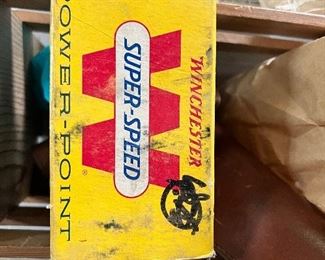 WINCHESTER
W
SUPER-SPEED
®
POWER-POINT